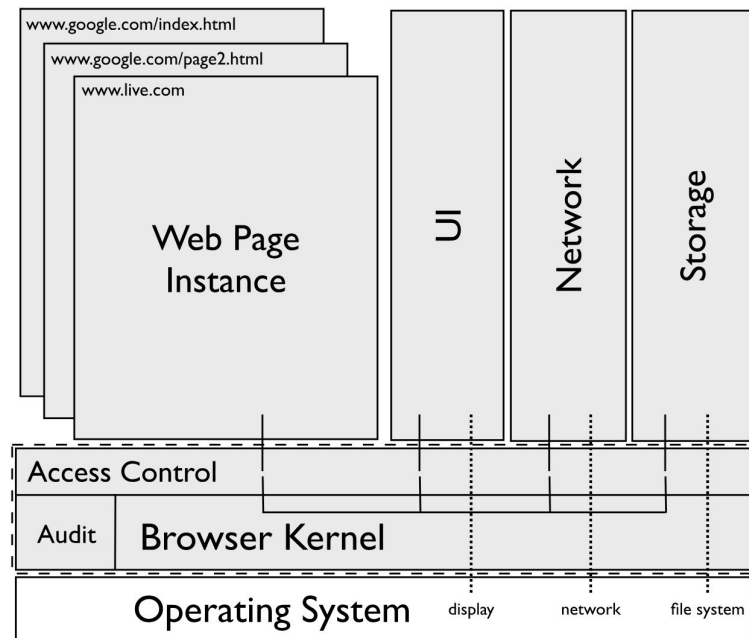 www.google.com/index.html
www.google.com/page2.html
www.live.com
Web Page
Instance
UI
Network
Storage
Access Control
Audit
Browser Kernel
Operating System
display
network
file system